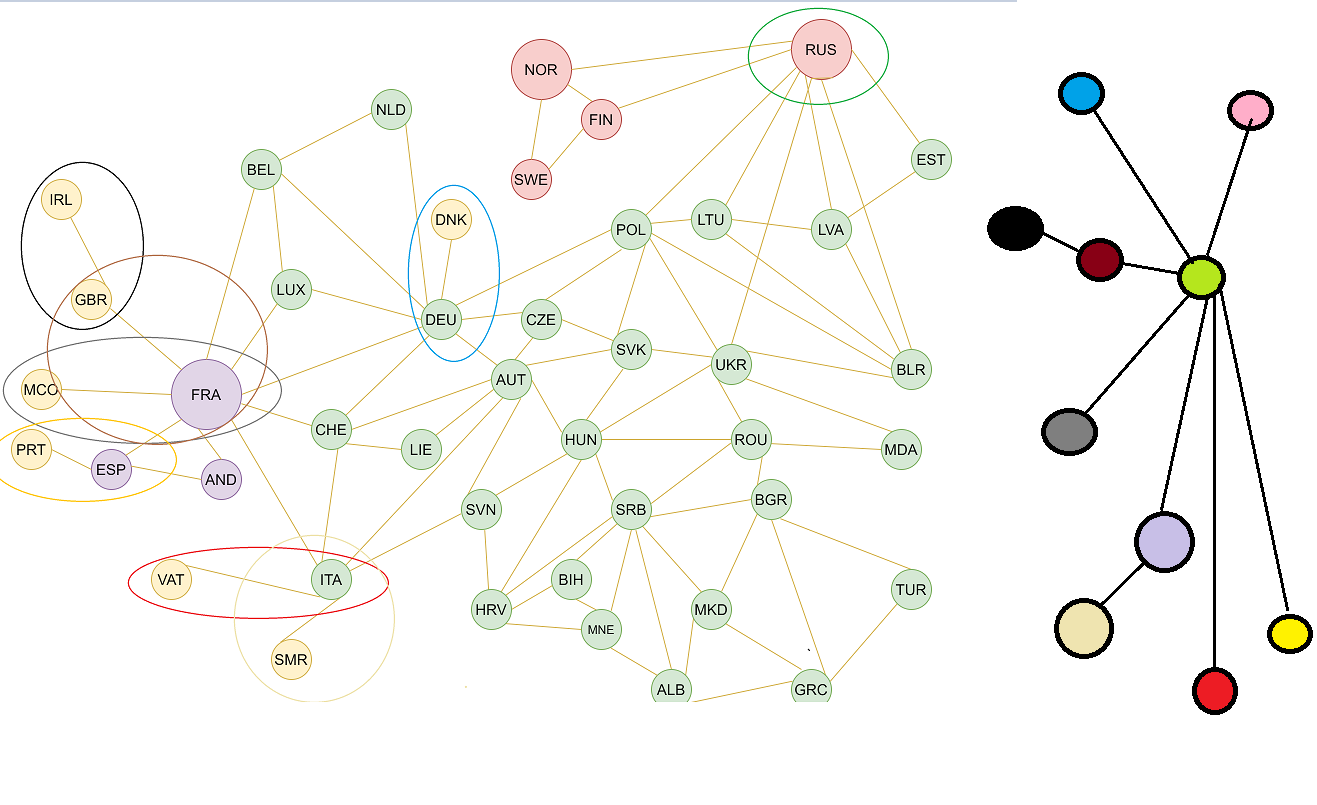 RUS
NOR
NLD
FIN
EST
BEL
SWE
IRL
DNK
LTU
POL
LVA
LUX
GBR
DEU
CZE
SVK
UKR
BLR
AUT
MCO
FRA
CHE
HUN
ROU
LIE
MDA
PRT
ESP
AND
BGR
SVN
SRB
VAT
ITA
BIH
TUR
HRV
MKD
MNE
SMR
ALB
GRC